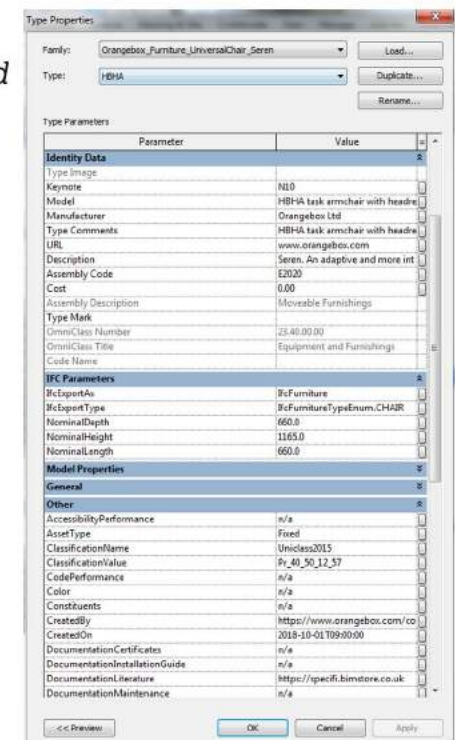 d
Type Properties
Family: Orangebox_Furniture_UniversalChair_Seren Load...
Type: HBHA Duplicate...
Rename...
Type Parameters
Parameter Value =
Identity Data
Type Image
Keynote N10
Model HBHA task armchair with headre
Manufacturer Orangebox Ltd
Type Comments HBHA task armchair with headre
URL www.orangebox.com
Description Seren. An adaptive and more int
Assembly Code E2020
Cost 0.00
Assembly Description Moveable Furnishings
Type Mark
OmniClass Number 23.40.00.00
OmniClass Title Equipment and Furnishings
Code Name
IFC Parameters
IfcExportAs IfcFurniture
IfcExportType IfcFurnitureTypeEnum.CHAIR
NominalDepth 660.0
NominalHeight 1165.0
NominalLength 660.0
Model Properties
General
Other
AccessibilityPerformance n/a
AssetType Fixed
ClassificationName Uniclass2015
ClassificationValue Pr_40_50_12_57
CodePerformance n/a
Color n/a
Constituents n/a
CreatedBy https://www.orangebox.com/co
CreatedOn 2018-10-01T09:00:00
DocumentationCertificates n/a
DocumentationInstallationGuide n/a
DocumentationLiterature https://specifi.bimstore.co.uk
DocumentationMaintenance n/a
<< Preview OK Cancel Apply